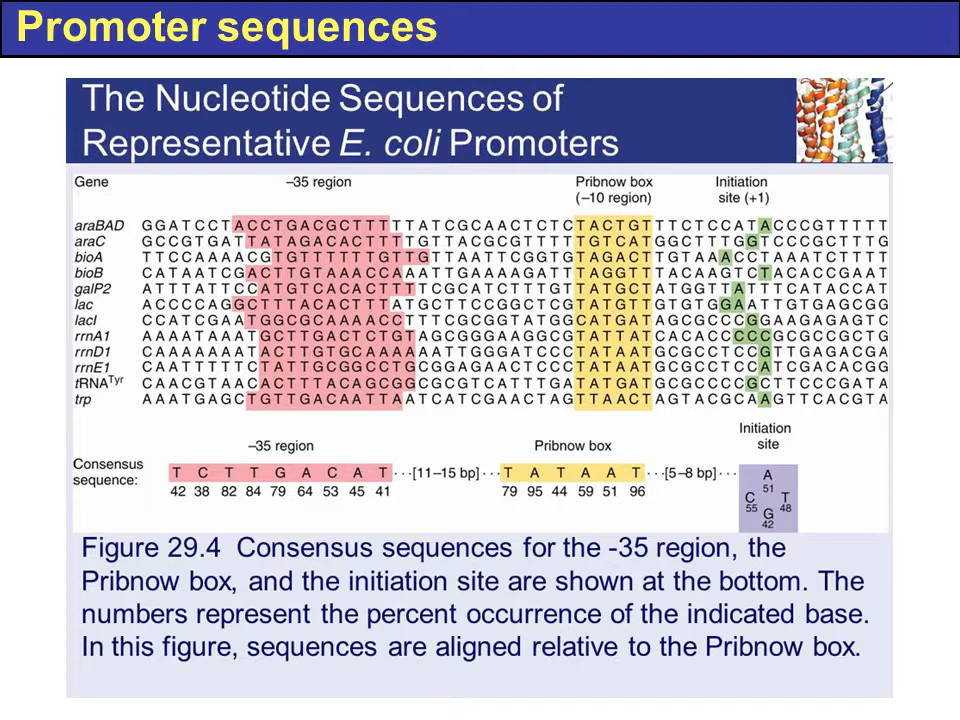 Promoter sequences
The Nucleotide Sequences of
Representative E. coli Promoters
Gene –35 region Pribnow box Initiation
(–10 region) site (+1)
araBAD GGATCCTACCTGACGCTTTTTATCGCAACTCTCTACTGTTTCTCCATACCCGTTTTT
araC GCCGTGATTATAGACACTTTTGTTACGCGTTTTTGTCATGGCTTTGGTCCCGCTTTG
bioA TTCCAAAACGTGTTTTTTGTTGTTAATTCGGTGTAGACTTGTAAACCTAAATCTTTT
bioB CATAATCGACTTGTAAACCAAATTGAAAAGATTTAGGTTTACAAGTCTACACCGAAT
galP2 ATTTATTCCATGTCACACTTTTCGCATCTTTGTTATGCTATGGTTATTTCATACCAT
lac ACCCCAGGCTTTACACTTTATGCTTCCGGCTCGTATGTTGTGTGGAATTGTGAGCGG
lacI CCATCGAATGGCGCAAAACCTTTCGCGGTATGGCATGATAGCGCCCGGAAGAGAGTC
rrnA1 AAAATAAATGCTTGACTCTGTAGCGGGAAGGCGTATTATCACACCCCCGCGCCGCTG
rrnD1 CAAAAAAATACTTGTGCAAAAAATTGGGATCCCTATAATGCGCCTCCGTTGAGACGA
rrnE1 CAATTTTTCTATTGCGGCCTGCGGAGAACTCCCTATAATGCGCCTCCATCGACACGG
tRNATyr CAACGTAACACTTTACAGCGGCGCGTCATTTGATATGATGCGCCCCGCTTCCCGATA
trp AAATGAGCTGTTGACAATTAATCATCGAACTAGTTAACTAGTACGCAAGTTCACGTA
–35 region Pribnow box Initiation
site
Consensus
sequence: T C T T G A C A T ···[11–15 bp]··· T A T A A T ···[5–8 bp]··· A
42 38 82 84 79 64 53 45 41 79 95 44 59 51 96 51
C T
55 48
G
42
Figure 29.4 Consensus sequences for the -35 region, the
Pribnow box, and the initiation site are shown at the bottom. The
numbers represent the percent occurrence of the indicated base.
In this figure, sequences are aligned relative to the Pribnow box.